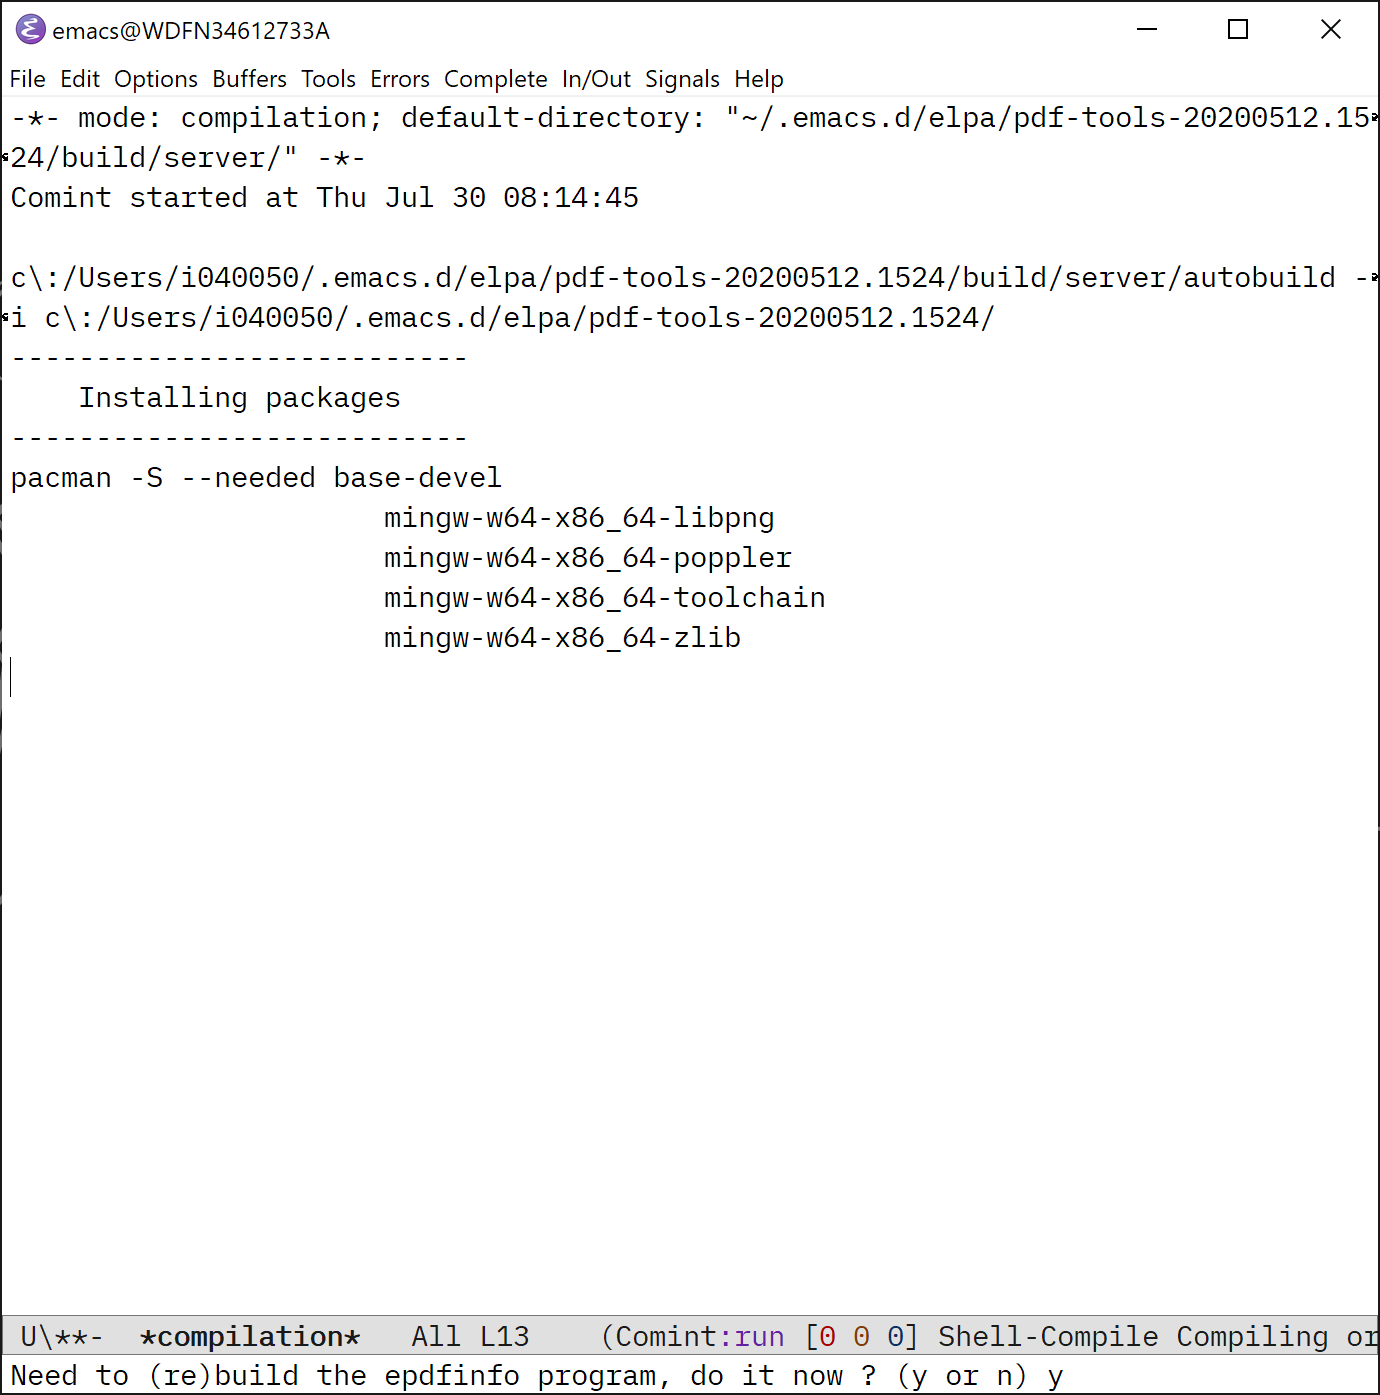 emacs@WDFN34612733A
File Edit Options Buffers Tools Errors Complete In/Out Signals Help
-*- mode: compilation; default-directory: "~/.emacs.d/elpa/pdf-tools-20200512.15
24/build/server/" -*-
Comint started at Thu Jul 30 08:14:45
c\:/Users/i040050/.emacs.d/elpa/pdf-tools-20200512.1524/build/server/autobuild -
i c\:/Users/i040050/.emacs.d/elpa/pdf-tools-20200512.1524/
---------------------------
    Installing packages
---------------------------
pacman -S --needed base-devel
                      mingw-w64-x86_64-libpng
                      mingw-w64-x86_64-poppler
                      mingw-w64-x86_64-toolchain
                      mingw-w64-x86_64-zlib
U\**-  *compilation*   All L13    (Comint:run [0 0 0] Shell-Compile Compiling or
Need to (re)build the epdfinfo program, do it now ? (y or n) y